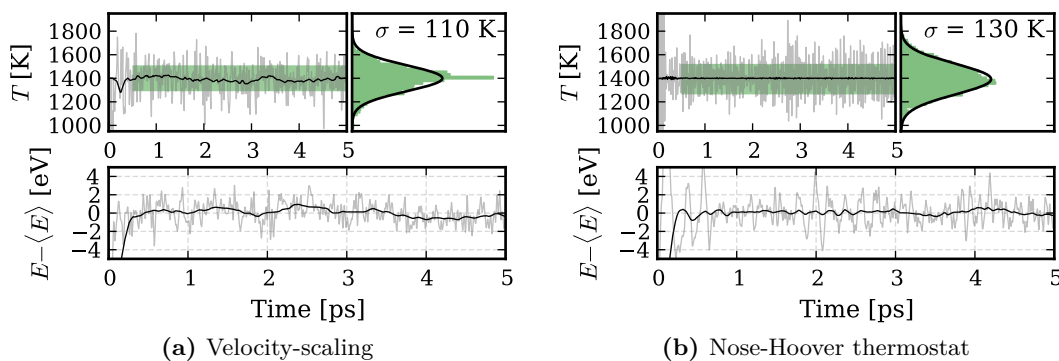 1800
1600
1400
1200
1000
T [K]
σ = 110 K
0 1 2 3 4 5
4
2
0
−2
−4
E−⟨E⟩ [eV]
0 1 2 3 4 5
Time [ps]
(a) Velocity-scaling
1800
1600
1400
1200
1000
T [K]
σ = 130 K
0 1 2 3 4 5
4
2
0
−2
−4
E−⟨E⟩ [eV]
0 1 2 3 4 5
Time [ps]
(b) Nose-Hoover thermostat